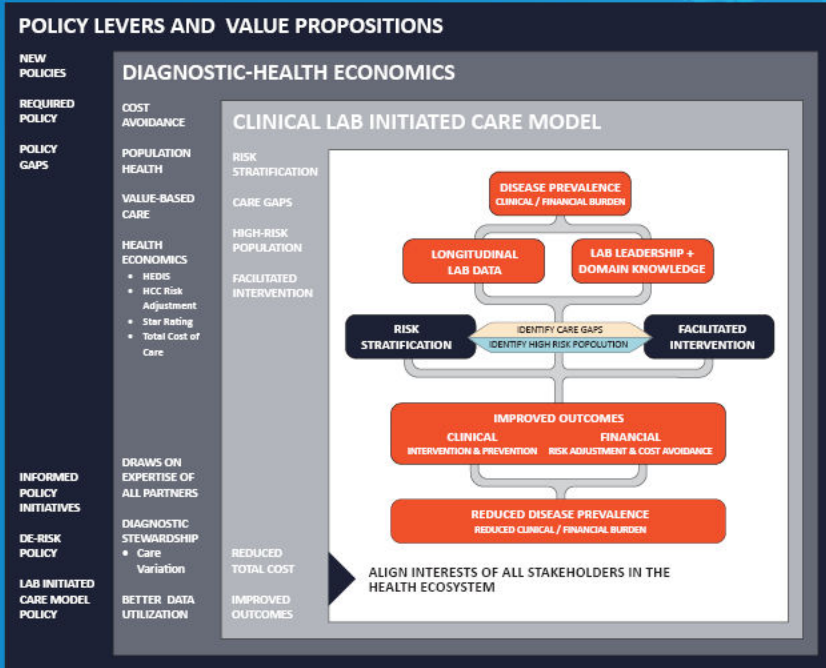 POLICY LEVERS AND VALUE PROPOSITIONS
NEW
POLICIES
REQUIRED
POLICY
POLICY
GAPS
INFORMED
POLICY
INITIATIVES
DE-RISK
POLICY
LAB INITIATED
CARE MODEL
POLICY
DIAGNOSTIC-HEALTH ECONOMICS
COST
AVOIDANCE
POPULATION
HEALTH
VALUE-BASED
CARE
HEALTH
ECONOMICS
• HEDIS
• HCC Risk
Adjustment
• Star Rating
• Total Cost of
Care
DRAWS ON
EXPERTISE OF
ALL PARTNERS
DIAGNOSTIC
STEWARDSHIP
• Care
Variation
BETTER DATA
UTILIZATION
CLINICAL LAB INITIATED CARE MODEL
RISK
STRATIFICATION
CARE GAPS
HIGH-RISK
POPULATION
FACILITATED
INTERVENTION
REDUCED
TOTAL COST
IMPROVED
OUTCOMES
DISEASE PREVALENCE
CLINICAL / FINANCIAL BURDEN
LONGITUDINAL
LAB DATA
LAB LEADERSHIP +
DOMAIN KNOWLEDGE
RISK
STRATIFICATION
IDENTIFY CARE GAPS
IDENTIFY HIGH RISK POPOLUTION
FACILITATED
INTERVENTION
IMPROVED OUTCOMES
CLINICAL
INTERVENTION & PREVENTION
FINANCIAL
RISK ADJUSTMENT & COST AVOIDANCE
REDUCED DISEASE PREVALENCE
REDUCED CLINICAL / FINANCIAL BURDEN
ALIGN INTERESTS OF ALL STAKEHOLDERS IN THE
HEALTH ECOSYSTEM